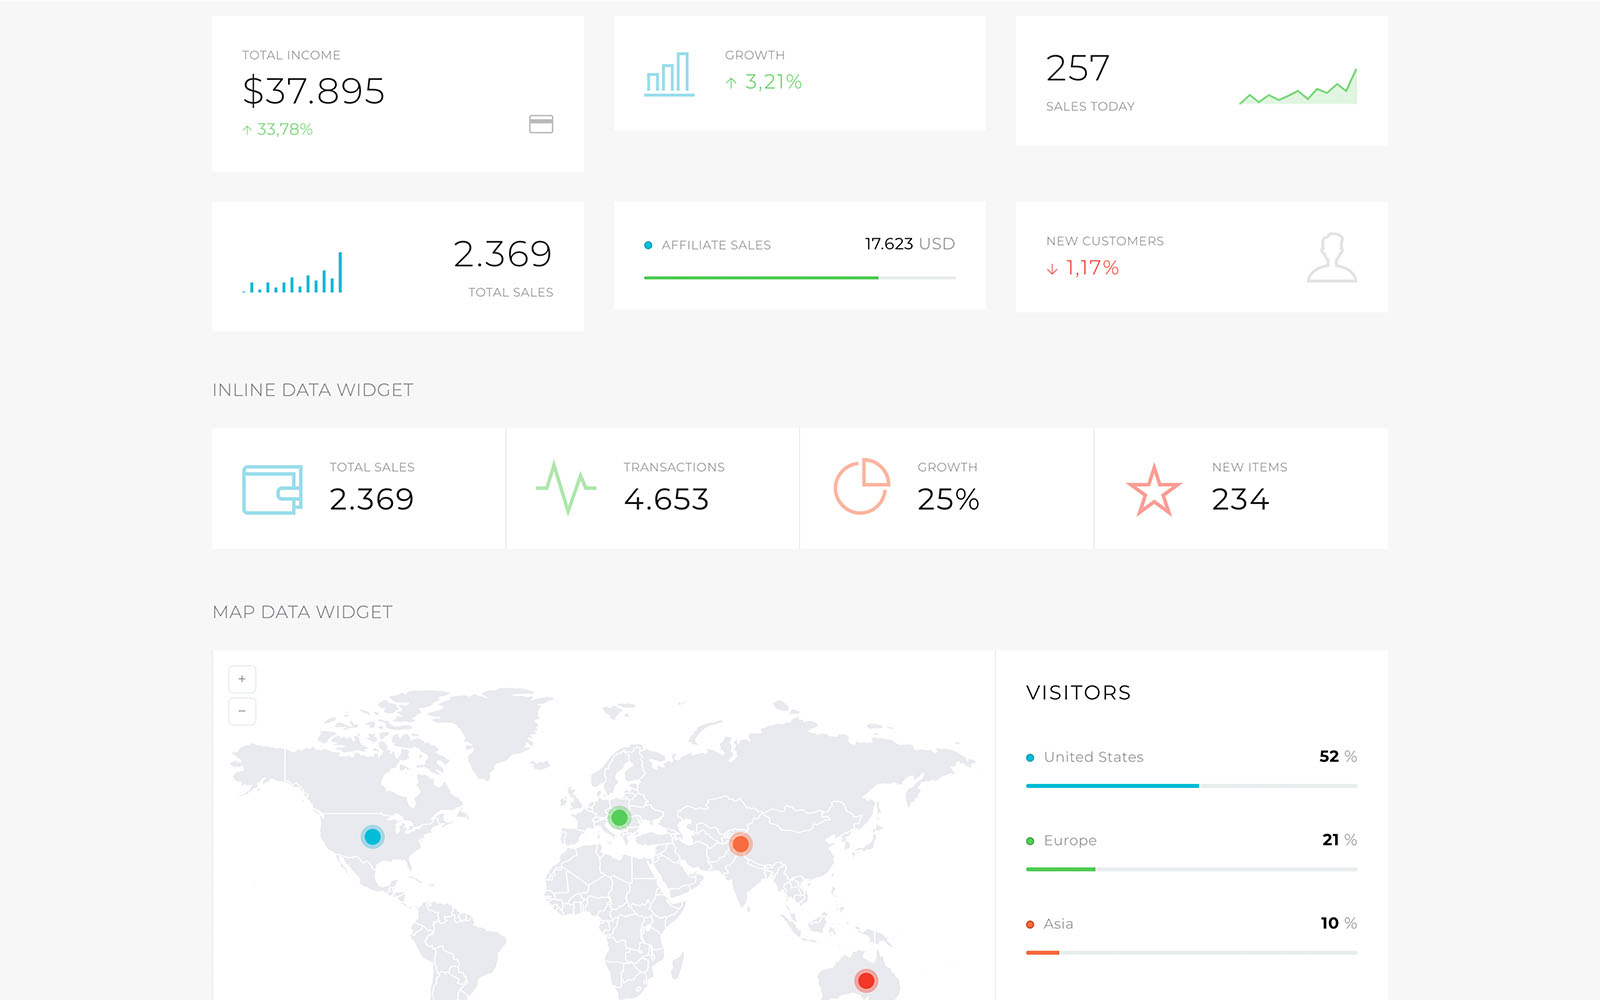 TOTAL INCOME
$37.895
↑ 33,78%
GROWTH
↑ 3,21%
257
SALES TODAY
2.369
TOTAL SALES
AFFILIATE SALES 17.623 USD
NEW CUSTOMERS
↓ 1,17%
INLINE DATA WIDGET
TOTAL SALES
2.369
TRANSACTIONS
4.653
GROWTH
25%
NEW ITEMS
234
MAP DATA WIDGET
+
−
VISITORS
United States 52 %
Europe 21 %
Asia 10 %